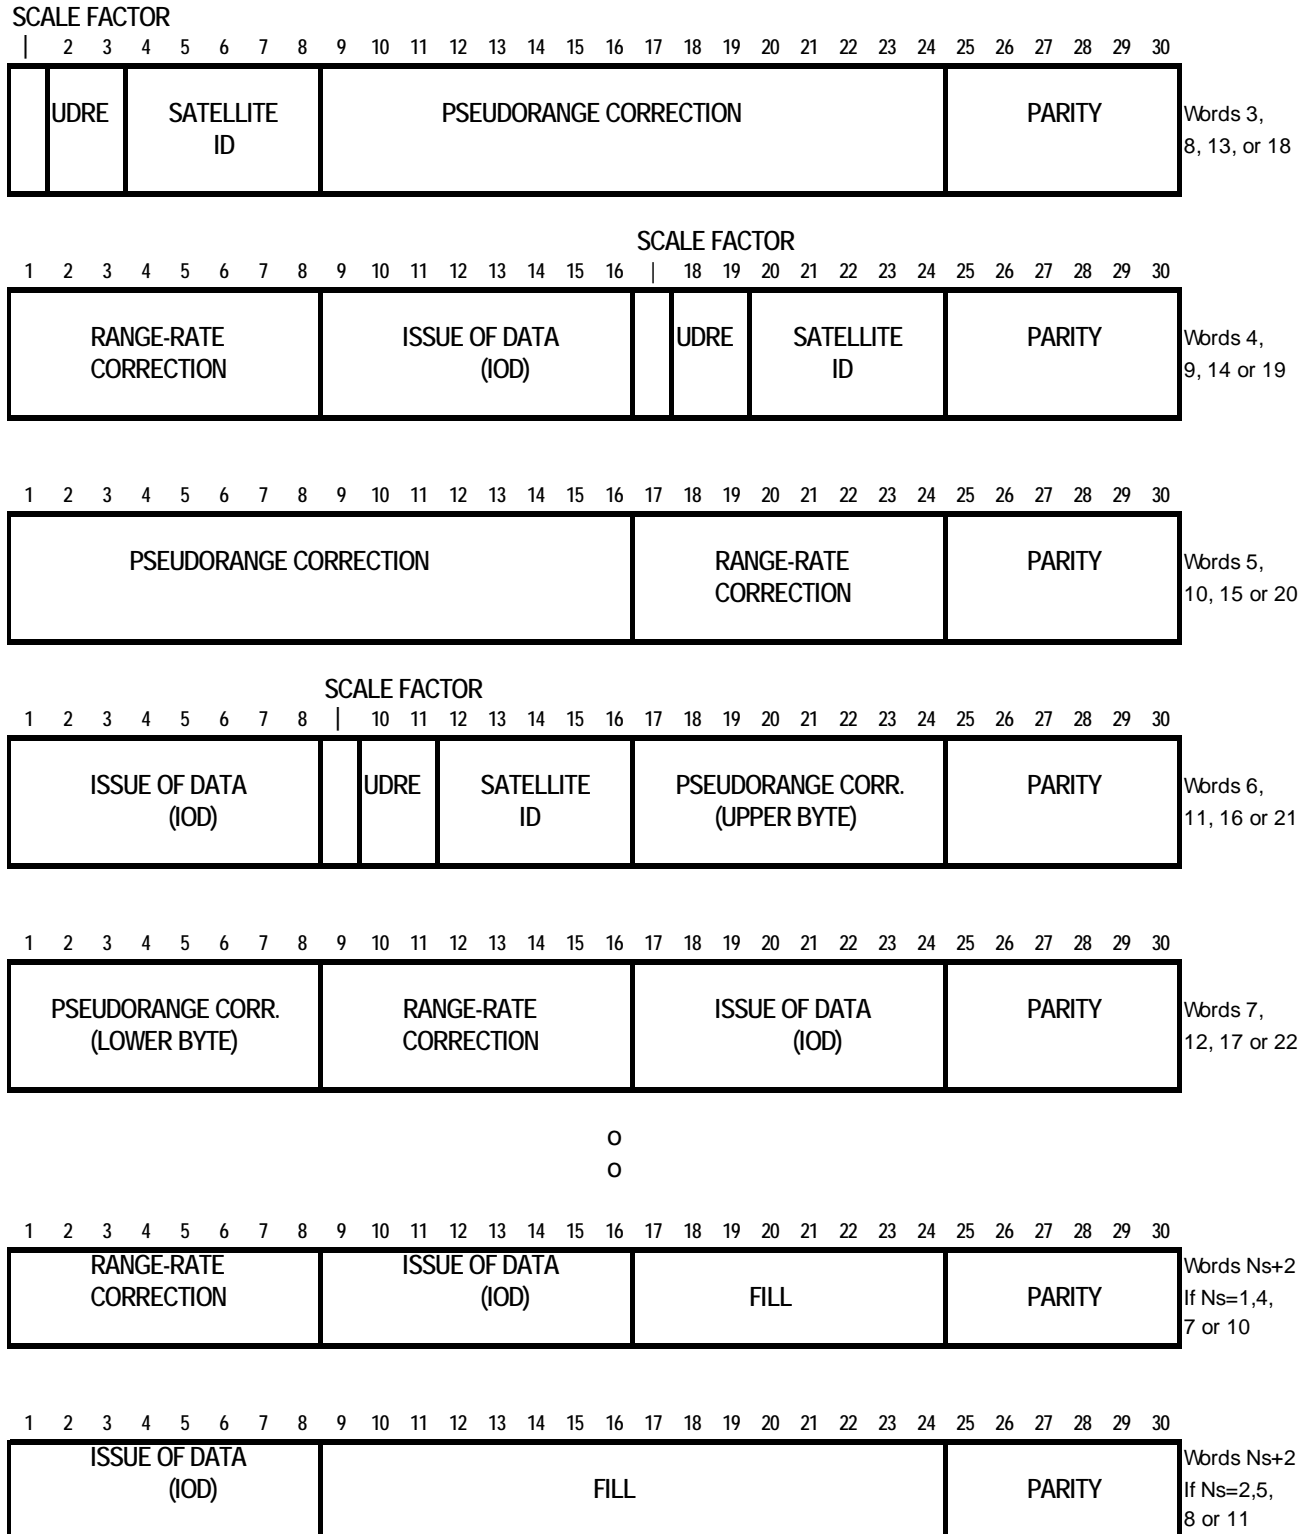 SCALE FACTOR
| 2 3 4 5 6 7 8 9 10 11 12 13 14 15 16 17 18 19 20 21 22 23 24 25 26 27 28 29 30
UDRE SATELLITE PSEUDORANGE CORRECTION PARITY Words 3,
ID 8, 13, or 18
SCALE FACTOR
1 2 3 4 5 6 7 8 9 10 11 12 13 14 15 16 | 18 19 20 21 22 23 24 25 26 27 28 29 30
RANGE-RATE ISSUE OF DATA UDRE SATELLITE PARITY Words 4,
CORRECTION (IOD) ID 9, 14 or 19
1 2 3 4 5 6 7 8 9 10 11 12 13 14 15 16 17 18 19 20 21 22 23 24 25 26 27 28 29 30
PSEUDORANGE CORRECTION RANGE-RATE PARITY Words 5,
CORRECTION 10, 15 or 20
SCALE FACTOR
1 2 3 4 5 6 7 8 | 10 11 12 13 14 15 16 17 18 19 20 21 22 23 24 25 26 27 28 29 30
ISSUE OF DATA UDRE SATELLITE PSEUDORANGE CORR. PARITY Words 6,
(IOD) ID (UPPER BYTE) 11, 16 or 21
1 2 3 4 5 6 7 8 9 10 11 12 13 14 15 16 17 18 19 20 21 22 23 24 25 26 27 28 29 30
PSEUDORANGE CORR. RANGE-RATE ISSUE OF DATA PARITY Words 7,
(LOWER BYTE) CORRECTION (IOD) 12, 17 or 22
o
o
1 2 3 4 5 6 7 8 9 10 11 12 13 14 15 16 17 18 19 20 21 22 23 24 25 26 27 28 29 30
RANGE-RATE ISSUE OF DATA Words Ns+2
CORRECTION (IOD) FILL PARITY If Ns=1,4,
7 or 10
1 2 3 4 5 6 7 8 9 10 11 12 13 14 15 16 17 18 19 20 21 22 23 24 25 26 27 28 29 30
ISSUE OF DATA Words Ns+2
(IOD) FILL PARITY If Ns=2,5,
8 or 11